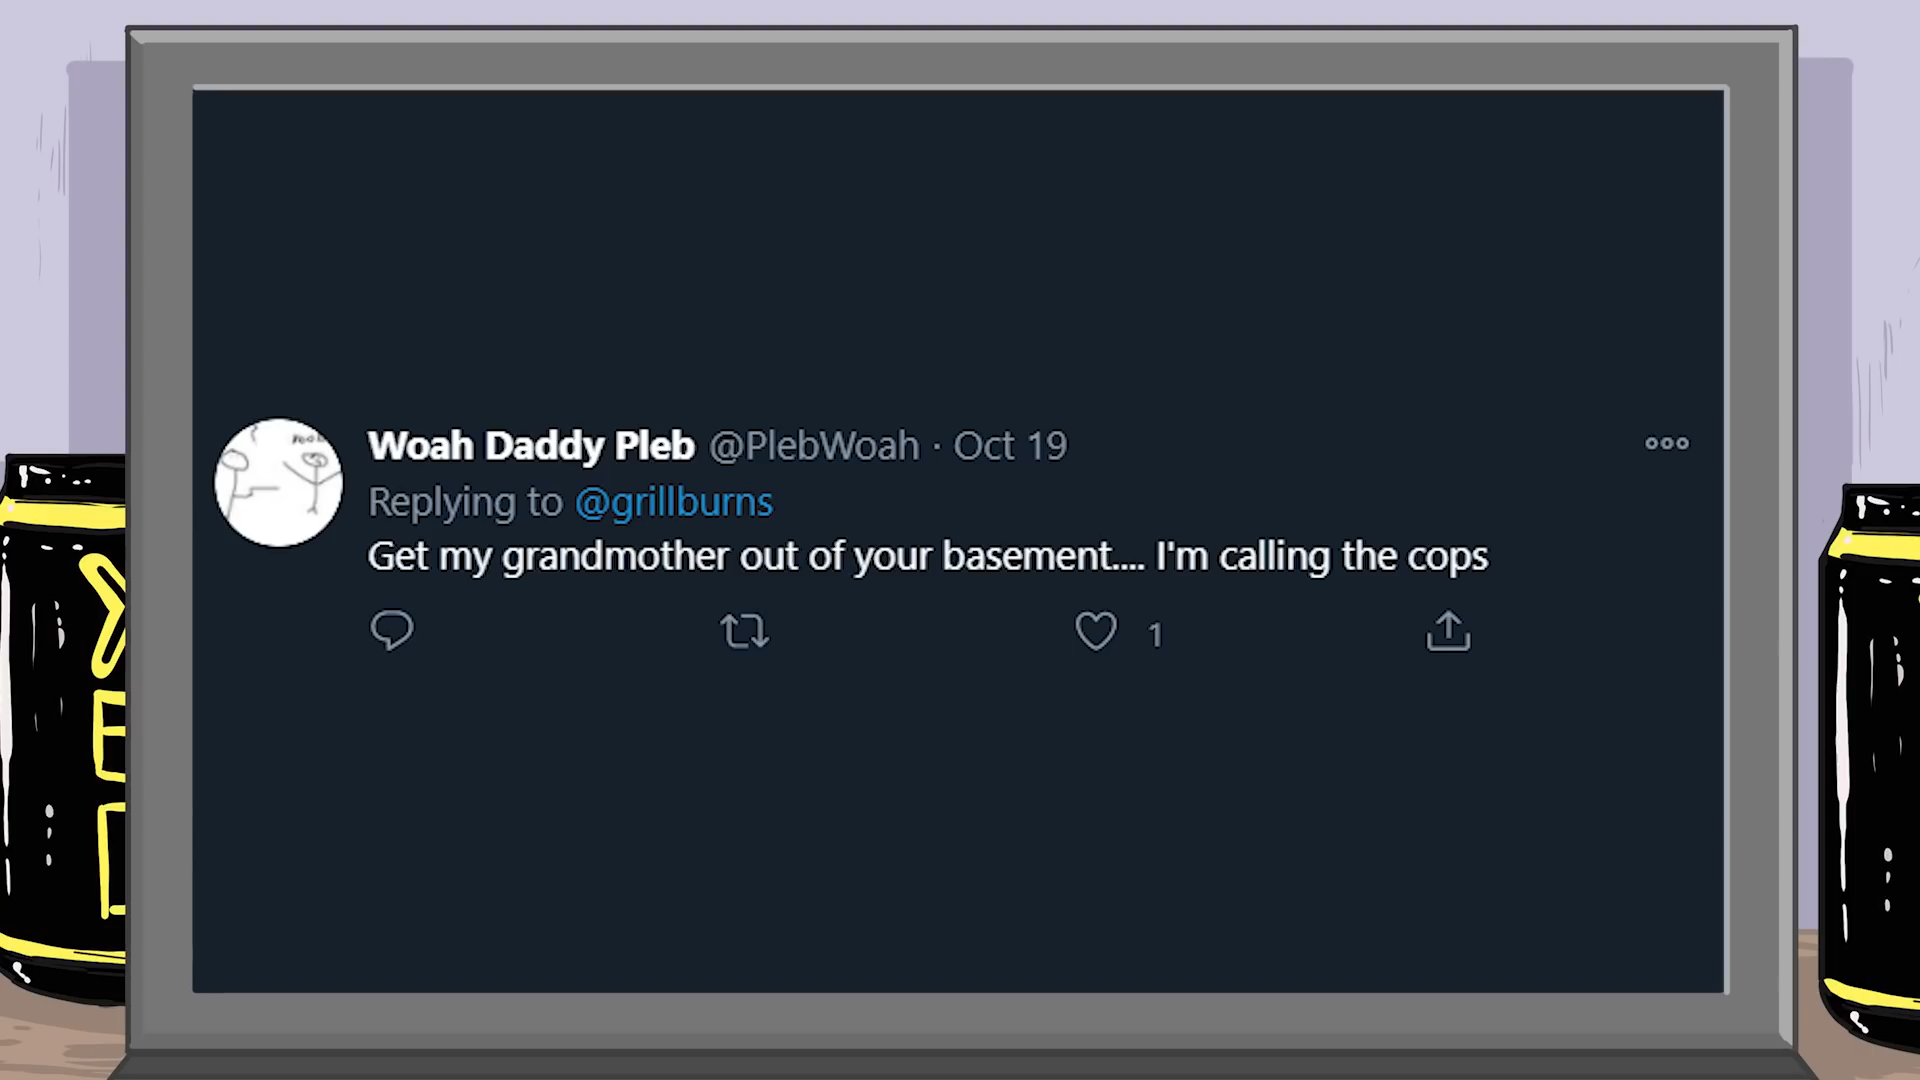 Woah Daddy Pleb @PlebWoah · Oct 19
Replying to @grillburns
Get my grandmother out of your basement.... I'm calling the cops
1
Y
E